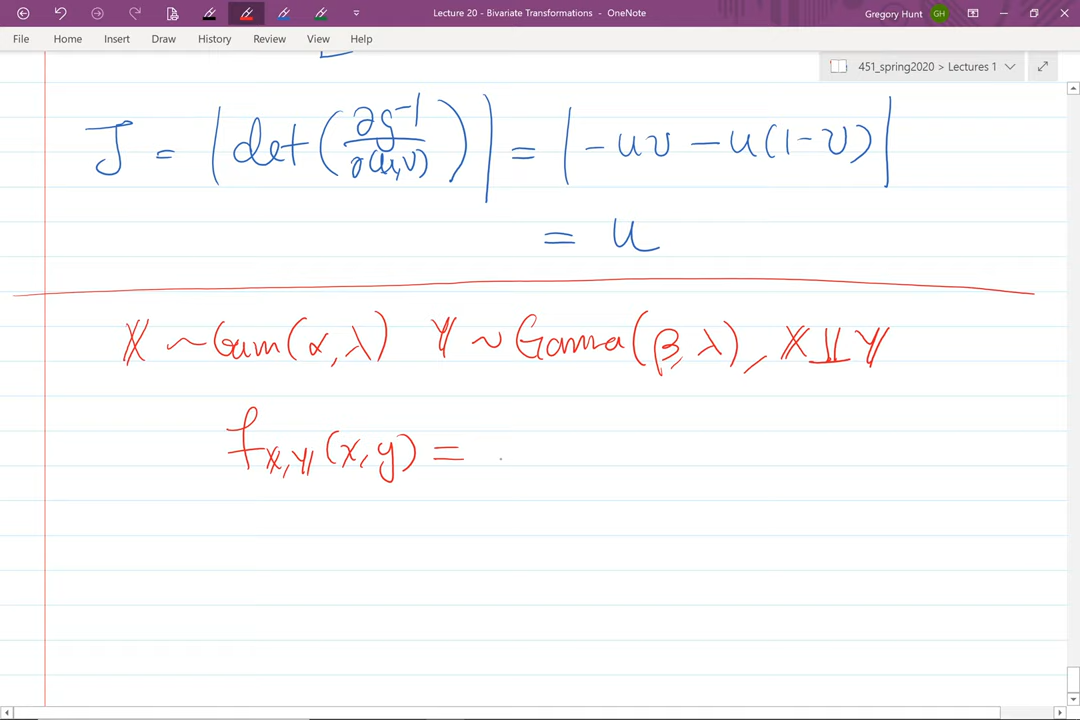 Lecture 20 - Bivariate Transformations - OneNote
Gregory Hunt GH
File Home Insert Draw History Review View Help
451_spring2020 > Lectures 1
J = | det ( ∂g⁻¹ / ∂(u,v) ) | = | -uv - u(1-v) |
= u
X ~ Gam(α, λ) Y ~ Gamma(β, λ), X ⊥⊥ Y
f_X,Y (x, y) =